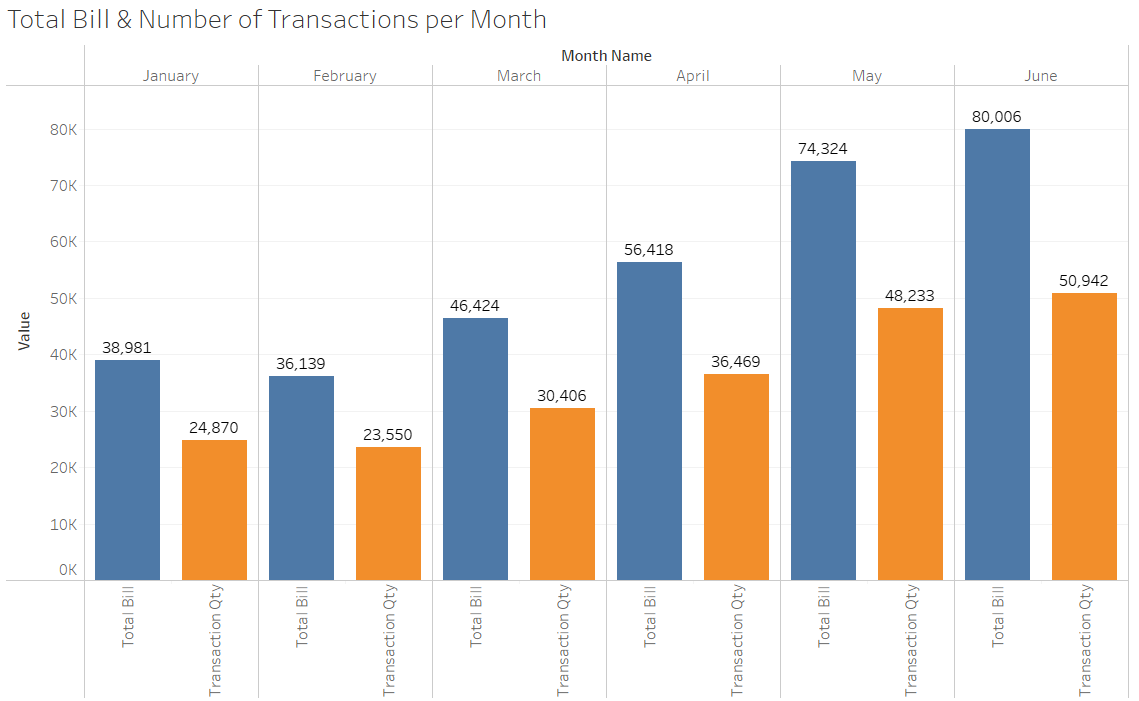 Total Bill & Number of Transactions per Month
Month Name
January February March April May June
Value
80K
70K
60K
50K
40K
30K
20K
10K
0K
38,981
24,870
36,139
23,550
46,424
30,406
56,418
36,469
74,324
48,233
80,006
50,942
Total Bill
Transaction Qty
Total Bill
Transaction Qty
Total Bill
Transaction Qty
Total Bill
Transaction Qty
Total Bill
Transaction Qty
Total Bill
Transaction Qty